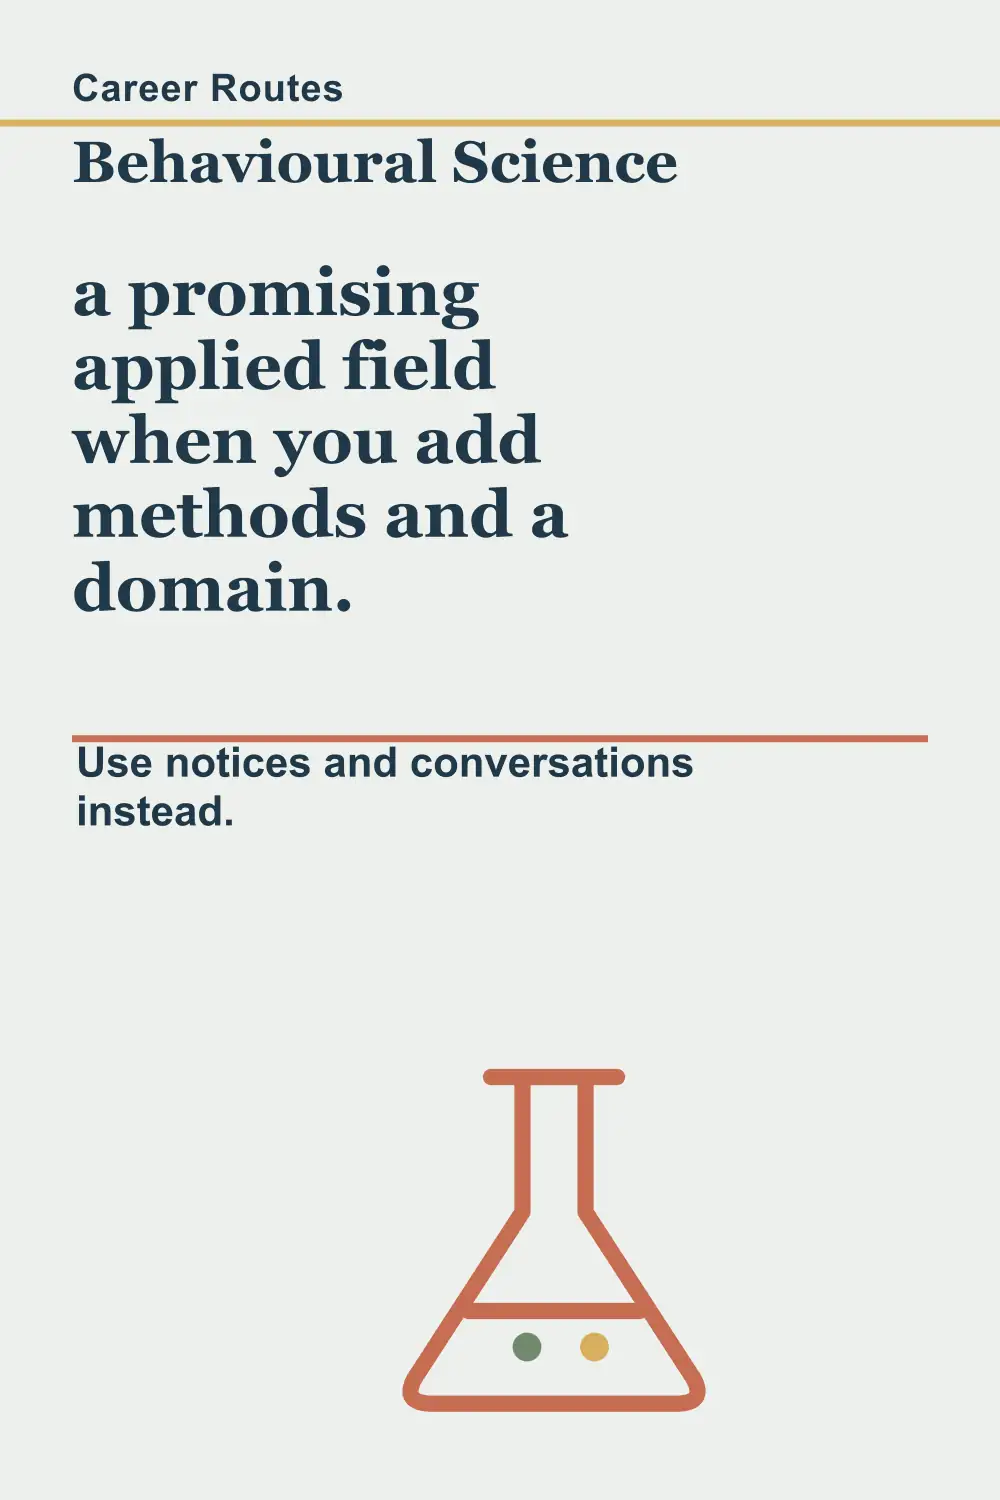 Career Routes
Behavioural Science
a promising
applied field
when you add
methods and a
domain.
Use notices and conversations
instead.